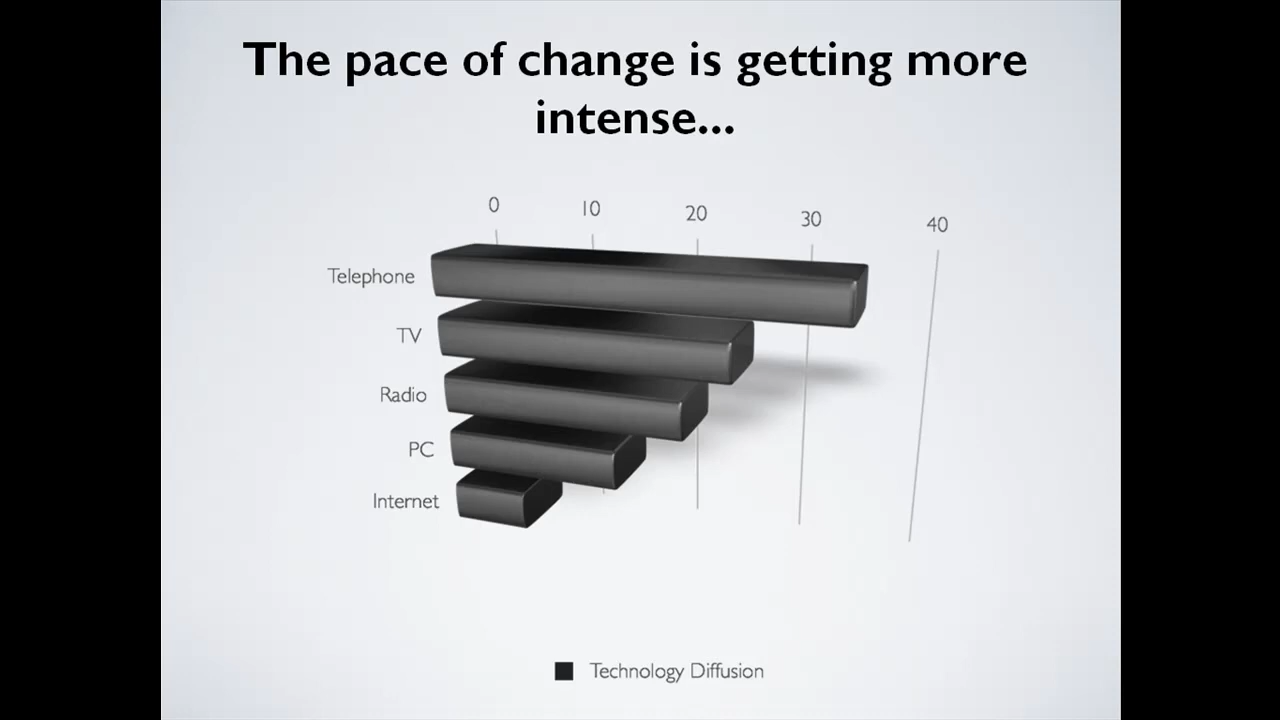 The pace of change is getting more
intense...
0 10 20 30 40
Telephone
TV
Radio
PC
Internet
Technology Diffusion